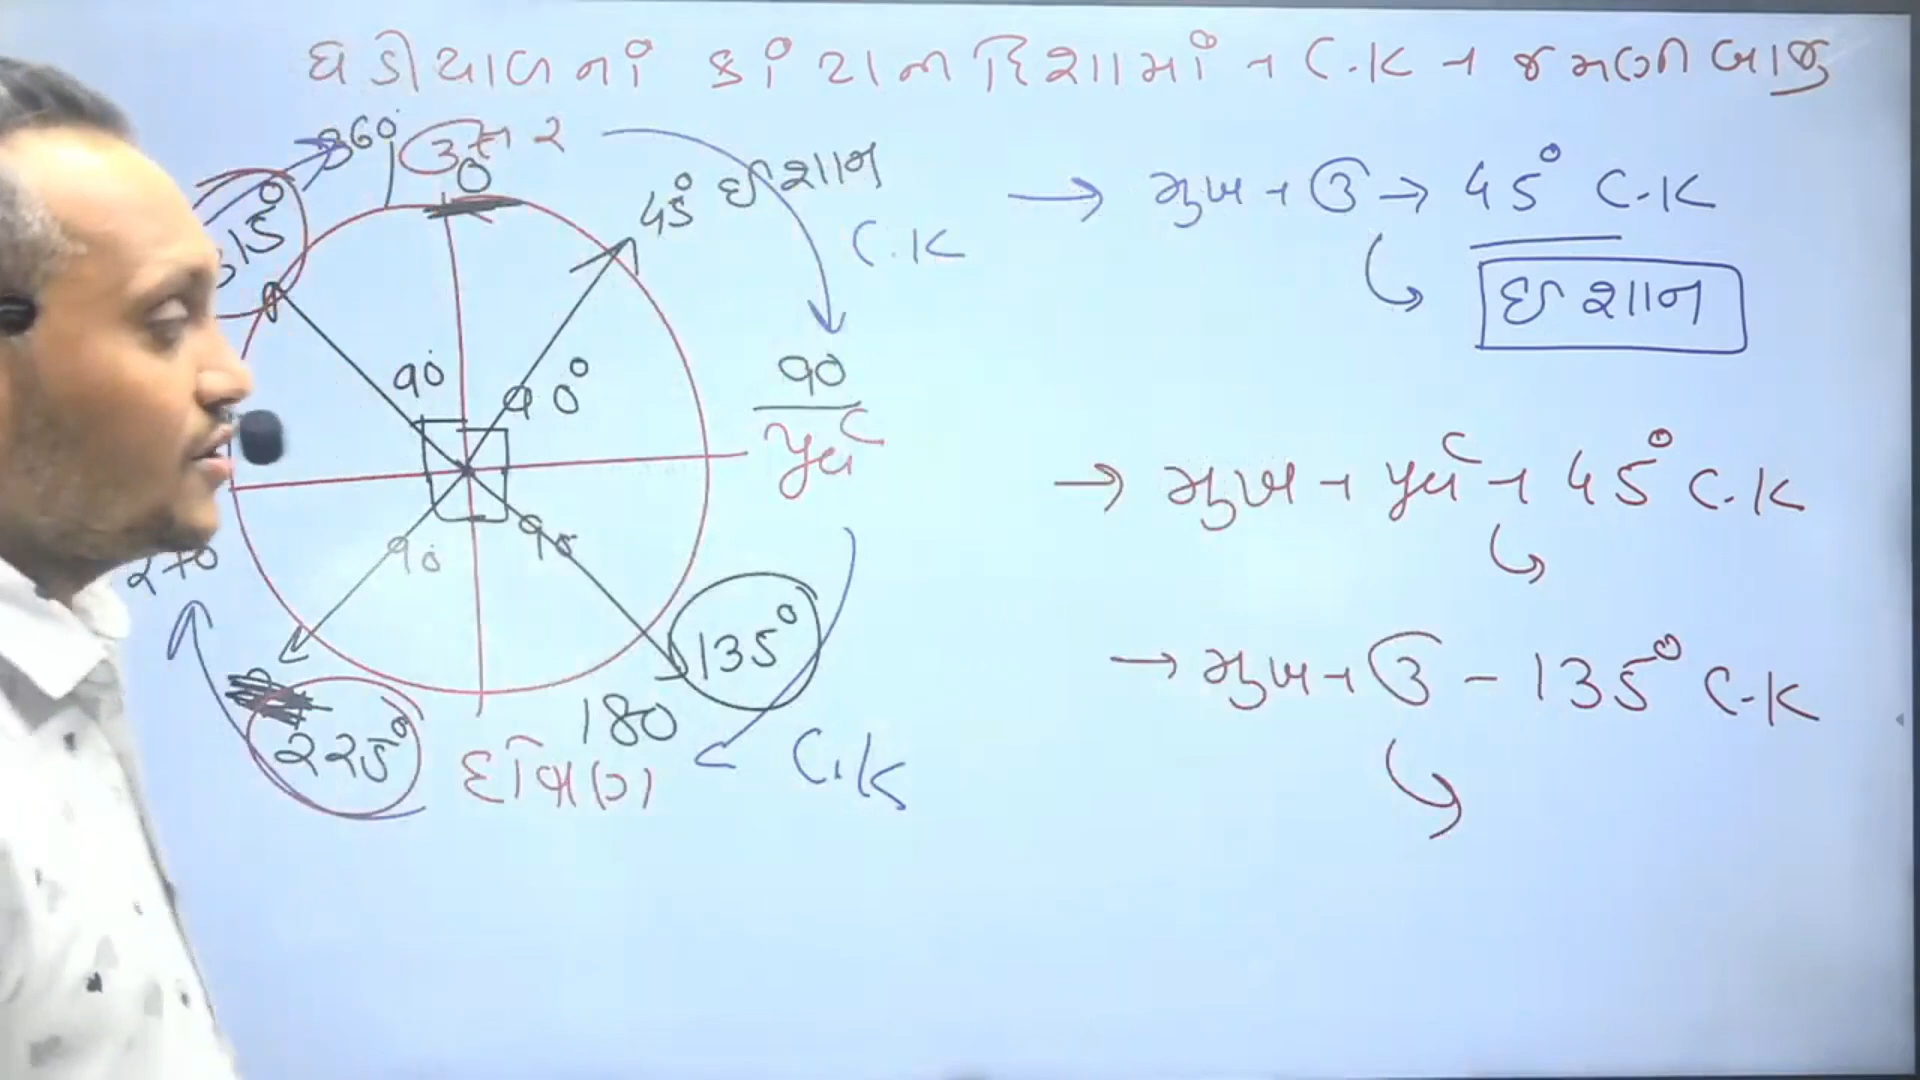 ઘડીયાળનાં કાંટાળ દિશામાં → C.K → જમણી બાજુ
360°
ઉત્તર
0
45° ઈશાન
→ મુખ → ઉ → 45° C.K
315°
C.K
ઈશાન
90° 90°
90
પુર્વ
→ મુખ → પુર્વ → 45° C.K
90° 90°
270
135°
→ મુખ → ઉ - 135° C.K
225°
180
દક્ષિણ
C.K